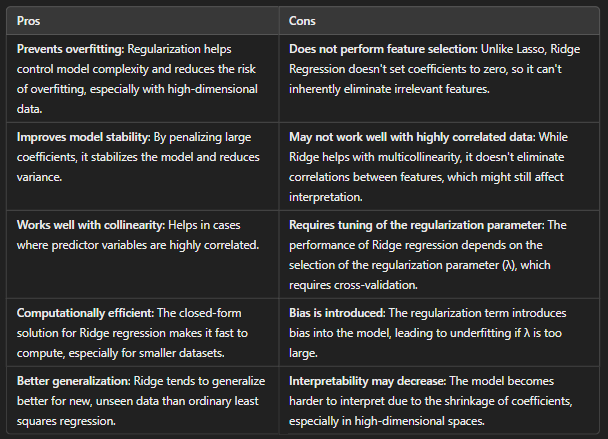 Pros
Cons
Prevents overfitting: Regularization helps
control model complexity and reduces the risk
of overfitting, especially with high-dimensional
data.
Does not perform feature selection: Unlike Lasso, Ridge
Regression doesn't set coefficients to zero, so it can't
inherently eliminate irrelevant features.
Improves model stability: By penalizing large
coefficients, it stabilizes the model and reduces
variance.
May not work well with highly correlated data: While
Ridge helps with multicollinearity, it doesn't eliminate
correlations between features, which might still affect
interpretation.
Works well with collinearity: Helps in cases
where predictor variables are highly correlated.
Requires tuning of the regularization parameter: The
performance of Ridge regression depends on the
selection of the regularization parameter (λ), which
requires cross-validation.
Computationally efficient: The closed-form
solution for Ridge regression makes it fast to
compute, especially for smaller datasets.
Bias is introduced: The regularization term introduces
bias into the model, leading to underfitting if λ is too
large.
Better generalization: Ridge tends to generalize
better for new, unseen data than ordinary least
squares regression.
Interpretability may decrease: The model becomes
harder to interpret due to the shrinkage of coefficients,
especially in high-dimensional spaces.